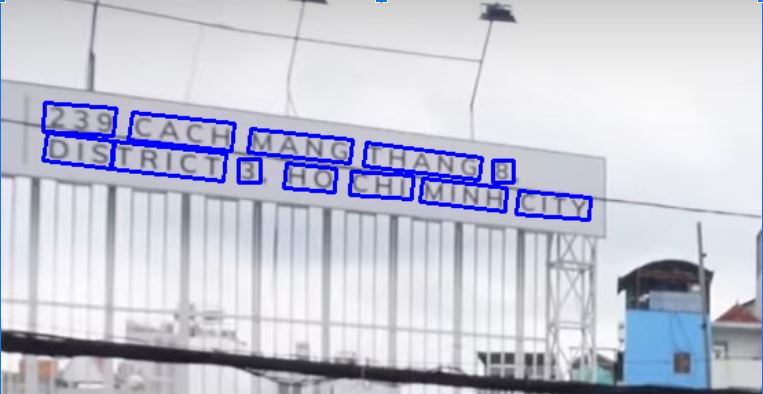 239 CACH MANG THANG 8,
DISTRICT 3, HO CHI MINH CITY